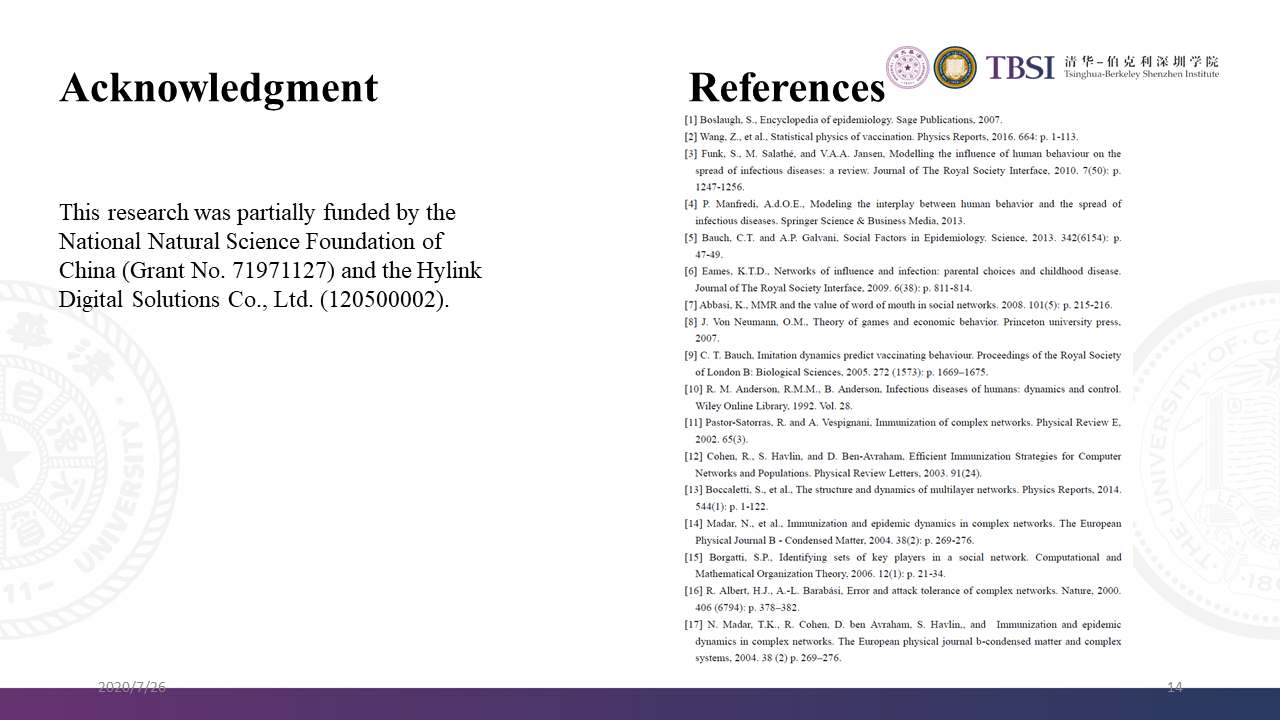 Acknowledgment
This research was partially funded by the
National Natural Science Foundation of
China (Grant No. 71971127) and the Hylink
Digital Solutions Co., Ltd. (120500002).
References
TBSI 清华-伯克利深圳学院
Tsinghua-Berkeley Shenzhen Institute
[1] Boslaugh, S., Encyclopedia of epidemiology. Sage Publications, 2007.
[2] Wang, Z., et al., Statistical physics of vaccination. Physics Reports, 2016. 664: p. 1-113.
[3] Funk, S., M. Salathé, and V.A.A. Jansen, Modelling the influence of human behaviour on the
spread of infectious diseases: a review. Journal of The Royal Society Interface, 2010. 7(50): p.
1247-1256.
[4] P. Manfredi, A.d.O.E., Modeling the interplay between human behavior and the spread of
infectious diseases. Springer Science & Business Media, 2013.
[5] Bauch, C.T. and A.P. Galvani, Social Factors in Epidemiology. Science, 2013. 342(6154): p.
47-49.
[6] Eames, K.T.D., Networks of influence and infection: parental choices and childhood disease.
Journal of The Royal Society Interface, 2009. 6(38): p. 811-814.
[7] Abbasi, K., MMR and the value of word of mouth in social networks. 2008. 101(5): p. 215-216.
[8] J. Von Neumann, O.M., Theory of games and economic behavior. Princeton university press,
2007.
[9] C. T. Bauch, Imitation dynamics predict vaccinating behaviour. Proceedings of the Royal Society
of London B: Biological Sciences, 2005. 272 (1573): p. 1669–1675.
[10] R. M. Anderson, R.M.M., B. Anderson, Infectious diseases of humans: dynamics and control.
Wiley Online Library, 1992. Vol. 28.
[11] Pastor-Satorras, R. and A. Vespignani, Immunization of complex networks. Physical Review E,
2002. 65(3).
[12] Cohen, R., S. Havlin, and D. Ben-Avraham, Efficient Immunization Strategies for Computer
Networks and Populations. Physical Review Letters, 2003. 91(24).
[13] Boccaletti, S., et al., The structure and dynamics of multilayer networks. Physics Reports, 2014.
544(1): p. 1-122.
[14] Madar, N., et al., Immunization and epidemic dynamics in complex networks. The European
Physical Journal B - Condensed Matter, 2004. 38(2): p. 269-276.
[15] Borgatti, S.P., Identifying sets of key players in a social network. Computational and
Mathematical Organization Theory, 2006. 12(1): p. 21-34.
[16] R. Albert, H.J., A.-L. Barabási, Error and attack tolerance of complex networks. Nature, 2000.
406 (6794): p. 378–382.
[17] N. Madar, T.K., R. Cohen, D. ben Avraham, S. Havlin,, and Immunization and epidemic
dynamics in complex networks. The European physical journal b-condensed matter and complex
systems, 2004. 38 (2) p. 269–276.
UNIVERSITY
11-
UNIVERSITY·OF·CA
LET THER
THE
·186
2020/7/26
14